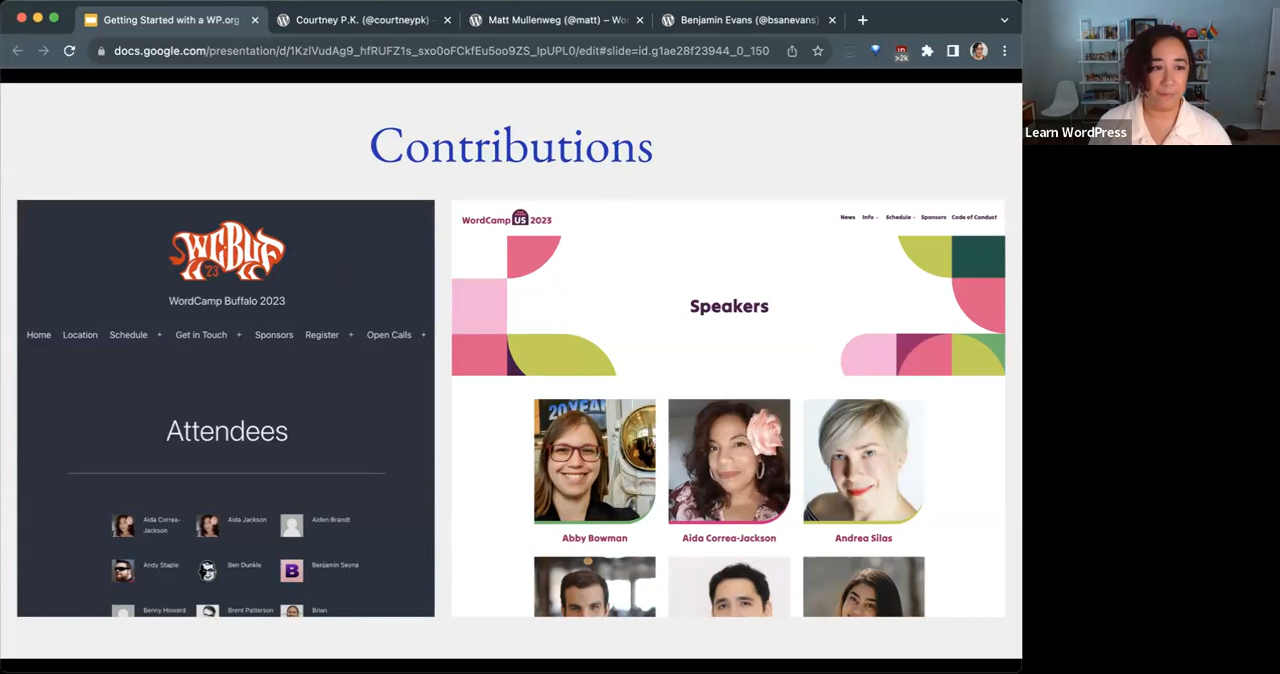 Getting Started with a WP.org
Courtney P.K. (@courtneypk) –
Matt Mullenweg (@matt) – Wo
Benjamin Evans (@bsanevans)
docs.google.com/presentation/d/1KzlVudAg9_hfRUFZ1s_sxo0oFCkfEu5oo9ZS_lpUPL0/edit#slide=id.g1ae28f23944_0_150
>2k
Learn WordPress
Contributions
WCBUF
'23
WordCamp Buffalo 2023
Home Location Schedule + Get in Touch + Sponsors Register + Open Calls +
Attendees
Aida Correa-
Jackson
Aida Jackson
Aiden Brandt
Andy Staple
Ben Dunkle
B
Benjamin Seyna
Benny Howard
Brent Patterson
Brian
WordCamp US 2023
News Info Schedule Sponsors Code of Conduct
Speakers
20 YEAR
Abby Bowman
Aida Correa-Jackson
Andrea Silas